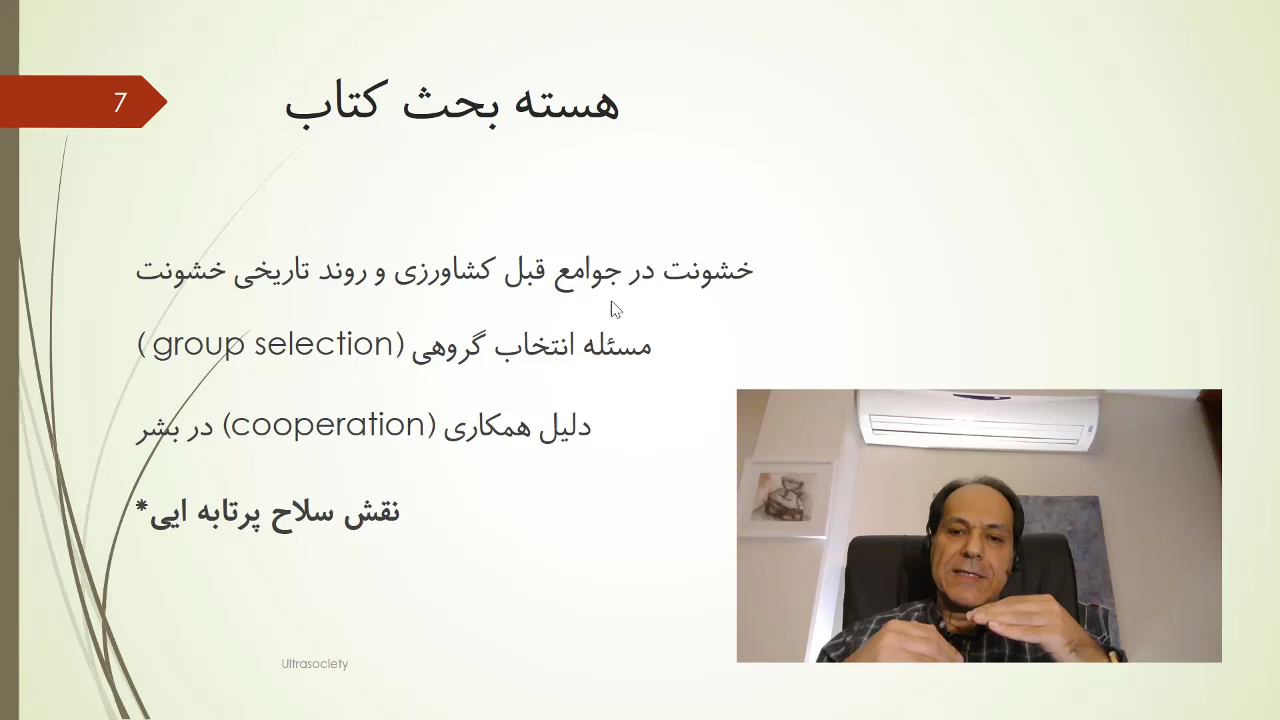 7
هسته بحث کتاب
خشونت در جوامع قبل کشاورزی و روند تاریخی خشونت
مسئله انتخاب گروهی (group selection)
دلیل همکاری (cooperation) در بشر
نقش سلاح پرتابه ایی*
Ultrasociety